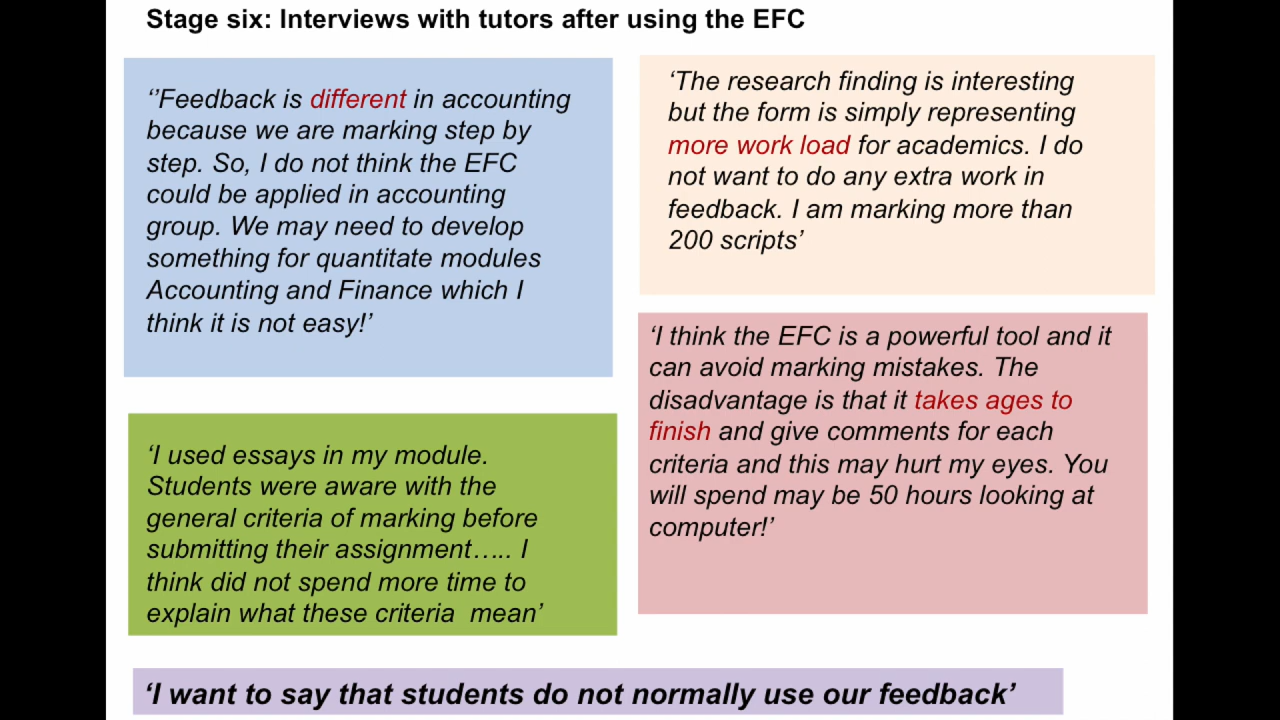 Stage six: Interviews with tutors after using the EFC
‘’Feedback is different in accounting
because we are marking step by
step. So, I do not think the EFC
could be applied in accounting
group. We may need to develop
something for quantitate modules
Accounting and Finance which I
think it is not easy!’
‘The research finding is interesting
but the form is simply representing
more work load for academics. I do
not want to do any extra work in
feedback. I am marking more than
200 scripts’
‘I used essays in my module.
Students were aware with the
general criteria of marking before
submitting their assignment….. I
think did not spend more time to
explain what these criteria  mean’
‘I think the EFC is a powerful tool and it
can avoid marking mistakes. The
disadvantage is that it takes ages to
finish and give comments for each
criteria and this may hurt my eyes. You
will spend may be 50 hours looking at
computer!’
‘I want to say that students do not normally use our feedback’